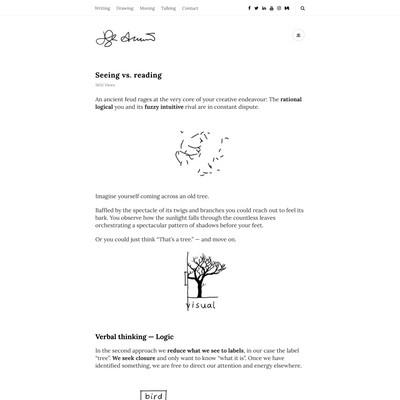 Writing Drawing Moving Talking Contact
Seeing vs. reading
Views
An ancient feud rages at the very core of your creative endeavour: The rational
logical you and its fuzzy intuitive rival are in constant dispute.
Imagine yourself coming across an old tree.
Baffled by the spectacle of its twigs and branches you could reach out to feel its
bark. You observe how the sunlight falls through the countless leaves
orchestrating a spectacular pattern of shadows before your feet.
Or you could just think “That’s a tree.” — and move on.
visual
Verbal thinking — Logic
In the second approach we reduce what we see to labels, in our case the label
“tree”. We seek closure and only want to know “what it is”. Once we have
identified something, we are free to direct our attention and energy elsewhere.
bird